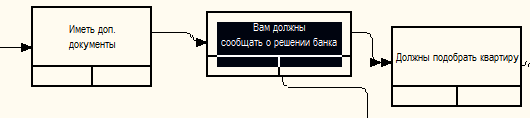 Иметь доп.
документы
Вам должны
сообщать о решении банка
Должны подобрать квартиру